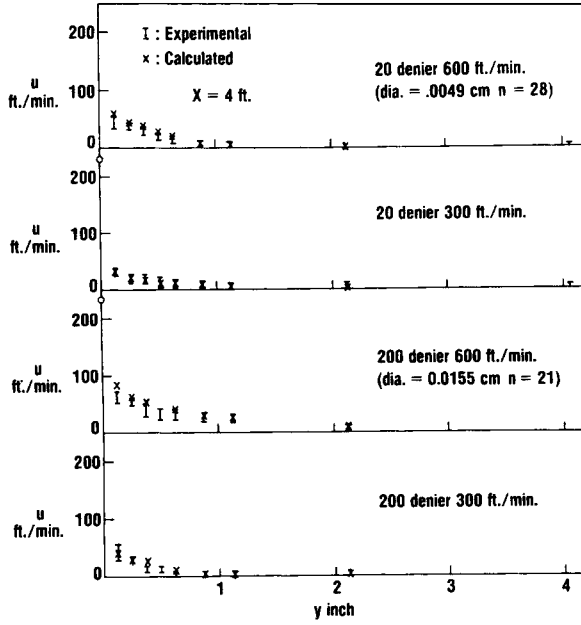 200
I : Experimental
x : Calculated
u
ft./min.
100
X = 4 ft.
20 denier 600 ft./min.
(dia. = .0049 cm n = 28)
0
200
u
ft./min.
100
20 denier 300 ft./min.
0
200
u
ft./min.
100
200 denier 600 ft./min.
(dia. = 0.0155 cm n = 21)
0
200
u
ft./min.
100
200 denier 300 ft./min.
0
1
2
3
4
y inch